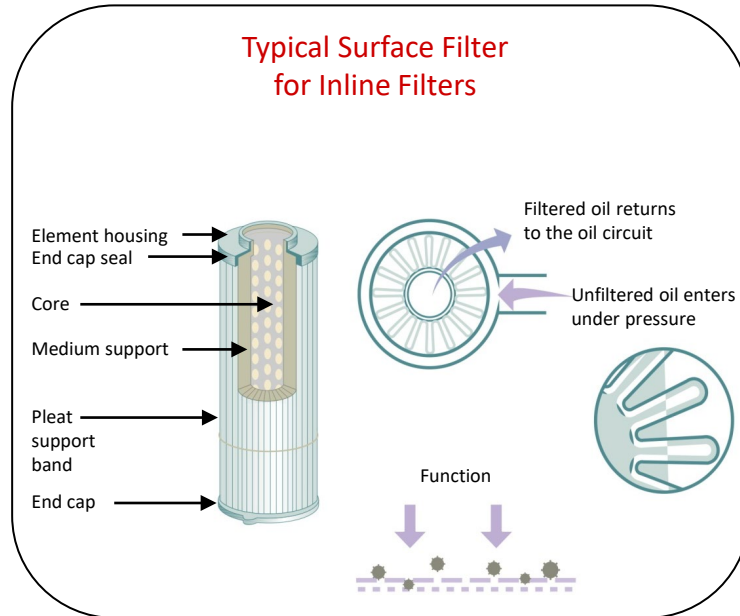 Typical Surface Filter
for Inline Filters
Element housing
End cap seal
Core
Medium support
Pleat
support
band
End cap
Filtered oil returns
to the oil circuit
Unfiltered oil enters
under pressure
Function